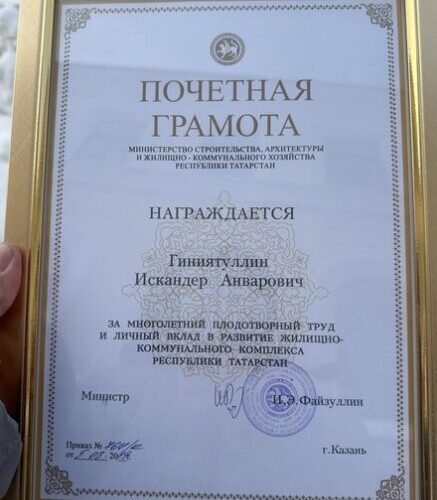 ПОЧЕТНАЯ
ГРАМОТА
МИНИСТЕРСТВО СТРОИТЕЛЬСТВА, АРХИТЕКТУРЫ
И ЖИЛИЩНО - КОММУНАЛЬНОГО ХОЗЯЙСТВА
РЕСПУБЛИКИ ТАТАРСТАН
НАГРАЖДАЕТСЯ
Гиниятуллин
Искандер Анварович
ЗА МНОГОЛЕТНИЙ ПЛОДОТВОРНЫЙ ТРУД
И ЛИЧНЫЙ ВКЛАД В РАЗВИТИЕ ЖИЛИЩНО-
КОММУНАЛЬНОГО КОМПЛЕКСА
РЕСПУБЛИКИ ТАТАРСТАН
Министр И.Э.Файзуллин
Приказ №
от г.Казань